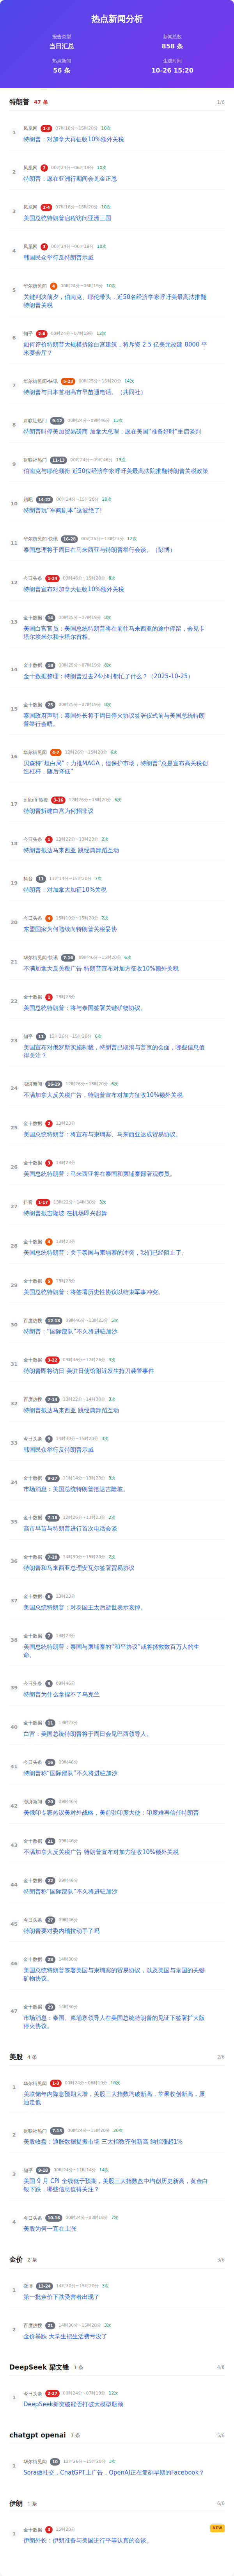 热点新闻分析
报告类型
当日汇总
新闻总数
858 条
热点新闻
56 条
生成时间
10-26 15:20
特朗普 47 条 1/6
1
凤凰网 1-3 07时18分~15时20分 10次
特朗普：对加拿大再征收10%额外关税
2
凤凰网 2 00时24分~06时19分 10次
特朗普：愿在亚洲行期间会见金正恩
3
凤凰网 2-4 07时18分~15时20分 10次
美国总统特朗普启程访问亚洲三国
4
凤凰网 3 00时24分~06时19分 10次
韩国民众举行反特朗普示威
5
华尔街见闻 4 00时24分~06时19分 10次
关键判决前夕，伯南克、耶伦带头，近50名经济学家呼吁美最高法推翻
特朗普关税
6
知乎 2-6 00时24分~07时19分 12次
如何评价特朗普大规模拆除白宫建筑，将斥资 2.5 亿美元改建 8000 平
米宴会厅？
7
华尔街见闻-快讯 5-23 00时25分~15时20分 14次
特朗普与日本首相高市早苗通电话。（共同社）
8
财联社热门 9-12 00时24分~09时46分 13次
特朗普叫停美加贸易磋商 加拿大总理：愿在美国“准备好时”重启谈判
9
财联社热门 11-13 00时24分~09时46分 13次
伯南克与耶伦领衔 近50位经济学家呼吁美最高法院推翻特朗普关税政策
10
贴吧 14-22 00时24分~15时20分 20次
特朗普玩“军阀剧本”这波绝了!
11
华尔街见闻-快讯 16-28 00时25分~13时23分 12次
泰国总理将于周日在马来西亚与特朗普举行会谈。（彭博）
12
今日头条 1-24 09时46分~15时20分 8次
特朗普宣布对加拿大征收10%额外关税
13
金十数据 14 00时25分~07时19分 8次
美国白宫官员：美国总统特朗普将在前往马来西亚的途中停留，会见卡
塔尔埃米尔和卡塔尔首相。
14
金十数据 18 00时25分~07时19分 8次
金十数据整理：特朗普过去24小时都忙了什么？（2025-10-25）
15
金十数据 25 00时25分~07时19分 8次
泰国政府声明：泰国外长将于周日停火协议签署仪式前与美国总统特朗
普举行会晤。
16
华尔街见闻 4-7 12时26分~15时20分 6次
贝森特“坦白局”：力推MAGA，但保护市场，特朗普“总是宣布高关税创
造杠杆，随后降低”
17
bilibili 热搜 3-16 12时26分~15时20分 6次
特朗普拆建白宫为何招非议
18
今日头条 1 13时22分~13时23分 2次
特朗普抵达马来西亚 跳经典舞蹈互动
19
抖音 11 11时14分~15时20分 7次
特朗普：对加拿大加征10%关税
20
今日头条 4 15时19分~15时20分 2次
东盟国家为何陆续向特朗普关税妥协
21
华尔街见闻-快讯 7-16 09时46分~15时20分 6次
不满加拿大反关税广告 特朗普宣布对加方征收10%额外关税
22
金十数据 1 13时23分
美国总统特朗普：将与泰国签署关键矿物协议。
23
知乎 11 12时26分~15时20分 6次
美国宣布对俄罗斯实施制裁，特朗普已取消与普京的会面，哪些信息值
得关注？
24
澎湃新闻 16-19 12时26分~15时20分 6次
不满加拿大反关税广告，特朗普宣布对加方征收10%额外关税
25
金十数据 2 13时23分
美国总统特朗普：将宣布与柬埔寨、马来西亚达成贸易协议。
26
金十数据 3 13时23分
美国总统特朗普：马来西亚将在泰国和柬埔寨部署观察员。
27
抖音 1-17 13时22分~14时30分 3次
特朗普抵吉隆坡 在机场即兴起舞
28
金十数据 4 13时23分
美国总统特朗普：关于泰国与柬埔寨的冲突，我们已经阻止了。
29
金十数据 5 13时23分
美国总统特朗普：将签署历史性协议以结束军事冲突。
30
百度热搜 12-18 09时46分~13时23分 5次
特朗普：“国际部队”不久将进驻加沙
31
金十数据 3-22 09时46分~12时26分 3次
特朗普即将访日 美驻日使馆附近发生持刀袭警事件
32
百度热搜 7-14 13时22分~14时30分 3次
特朗普抵达马来西亚 跳经典舞蹈互动
33
今日头条 9 14时30分~15时20分 3次
韩国民众举行反特朗普示威
34
金十数据 9-27 11时14分~13时23分 3次
市场消息：美国总统特朗普抵达吉隆坡。
35
金十数据 7-18 12时26分~13时23分 2次
高市早苗与特朗普进行首次电话会谈
36
金十数据 7-20 14时30分~15时20分 2次
特朗普和马来西亚总理安瓦尔签署贸易协议
37
金十数据 6 13时23分
美国总统特朗普：对泰国王太后逝世表示哀悼。
38
金十数据 7 13时23分
美国总统特朗普：泰国与柬埔寨的“和平协议”或将拯救数百万人的生
命。
39
今日头条 9 09时46分
特朗普为什么拿捏不了乌克兰
40
金十数据 11 13时23分
白宫：美国总统特朗普将于周日会见巴西领导人。
41
今日头条 16 09时46分
特朗普称“国际部队”不久将进驻加沙
42
澎湃新闻 20 09时46分
美俄印专家热议美对外战略，美前驻印度大使：印度难再信任特朗普
43
金十数据 21 09时46分
不满加拿大反关税广告 特朗普宣布对加方征收10%额外关税
44
金十数据 22 09时46分
特朗普称“国际部队”不久将进驻加沙
45
今日头条 27 09时46分
特朗普要对委内瑞拉动手了吗
46
金十数据 28 14时30分
美国总统特朗普签署美国与柬埔寨的贸易协议，以及美国与泰国的关键
矿物协议。
47
金十数据 29 14时30分
市场消息：泰国、柬埔寨领导人在美国总统特朗普的见证下签署扩大版
停火协议。
美股 4 条 2/6
1
华尔街见闻 1-3 00时24分~06时19分 10次
美联储年内降息预期大增，美股三大指数均破新高，苹果收创新高，原
油走低
2
财联社热门 7-13 00时24分~15时20分 20次
美股收盘：通胀数据提振市场 三大指数齐创新高 纳指涨超1%
3
知乎 9-18 00时24分~11时14分 14次
美国 9 月 CPI 全线低于预期，美股三大指数盘中均创历史新高，黄金白
银下跌，哪些信息值得关注？
4
今日头条 10-16 00时24分~03时18分 7次
美股为何一直在上涨
金价 2 条 3/6
1
微博 13-24 14时30分~15时20分 3次
第一批金价下跌受害者出现了
2
百度热搜 21 14时30分~15时20分 3次
金价暴跌 大学生把生活费亏没了
DeepSeek 梁文锋 1 条 4/6
1
今日头条 2-27 00时24分~07时19分 12次
DeepSeek新突破能否打破大模型瓶颈
chatgpt openai 1 条 5/6
1
华尔街见闻 10 12时26分~15时20分 3次
Sora做社交，ChatGPT上广告，OpenAI正在复刻早期的Facebook？
伊朗 1 条 6/6
1
金十数据 3 15时20分 NEW
伊朗外长：伊朗准备与美国进行平等认真的会谈。